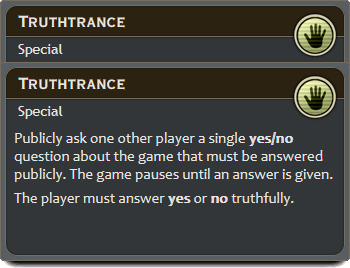 TRUTHTRANCE
Special
TRUTHTRANCE
Special
Publicly ask one other player a single yes/no
question about the game that must be answered
publicly. The game pauses until an answer is given.
The player must answer yes or no truthfully.